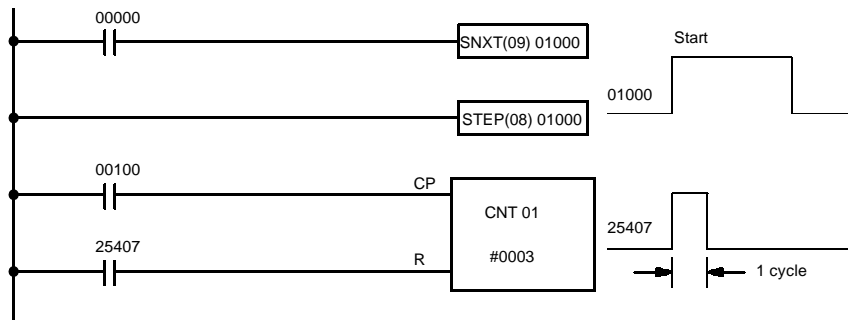 00000
SNXT(09) 01000
Start
01000
STEP(08) 01000
00100
CP
CNT 01
#0003
25407
R
25407
1 cycle